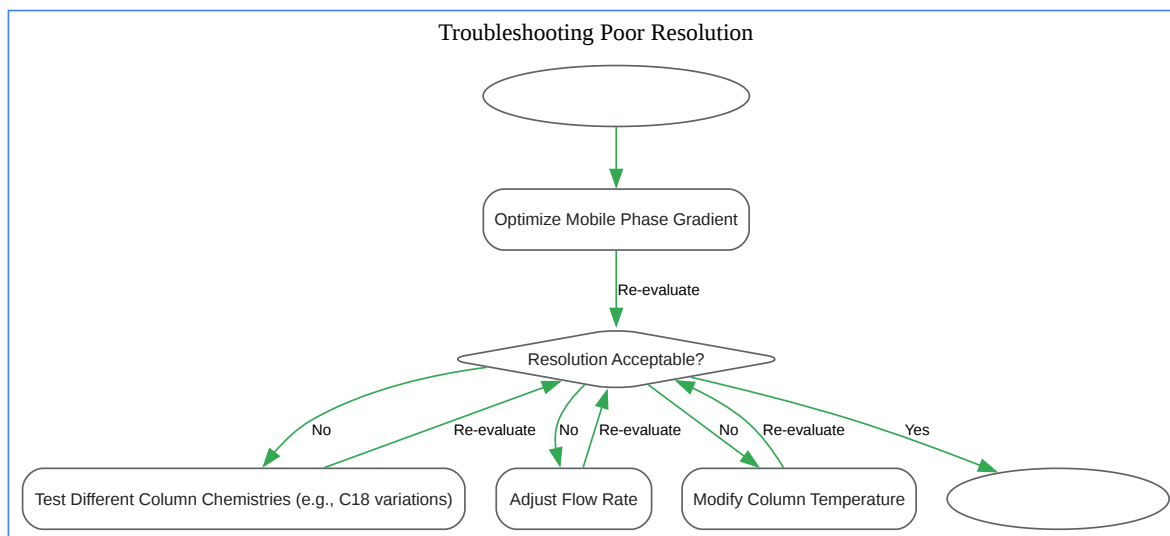 Troubleshooting Poor Resolution
Optimize Mobile Phase Gradient
Re-evaluate
Resolution Acceptable?
No
Re-evaluate
No
Re-evaluate
No
Re-evaluate
Yes
Test Different Column Chemistries (e.g., C18 variations)
Adjust Flow Rate
Modify Column Temperature